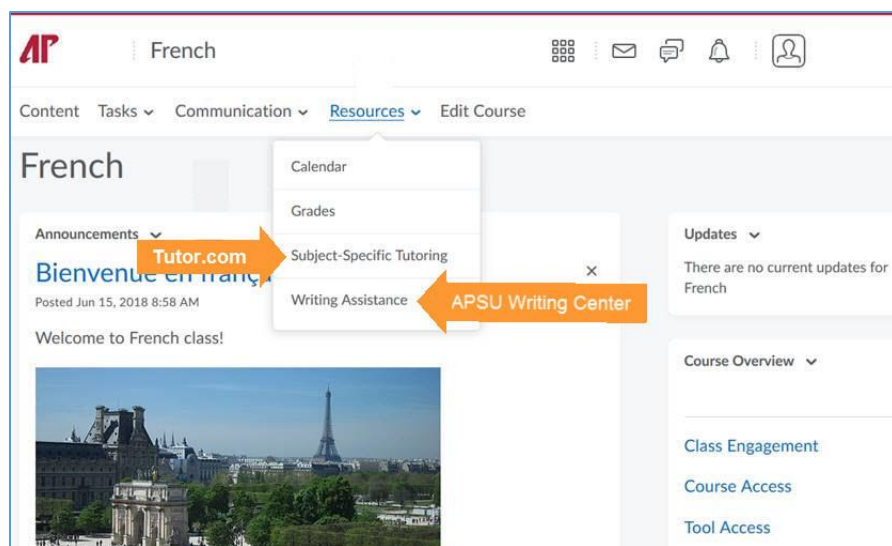 AP
French
Content Tasks Communication Resources Edit Course
French
Calendar
Grades
Subject-Specific Tutoring
Writing Assistance
Tutor.com
APSU Writing Center
Announcements
Bienvenue en frança
Posted Jun 15, 2018 8:58 AM
Welcome to French class!
Updates
There are no current updates for
French
Course Overview
Class Engagement
Course Access
Tool Access